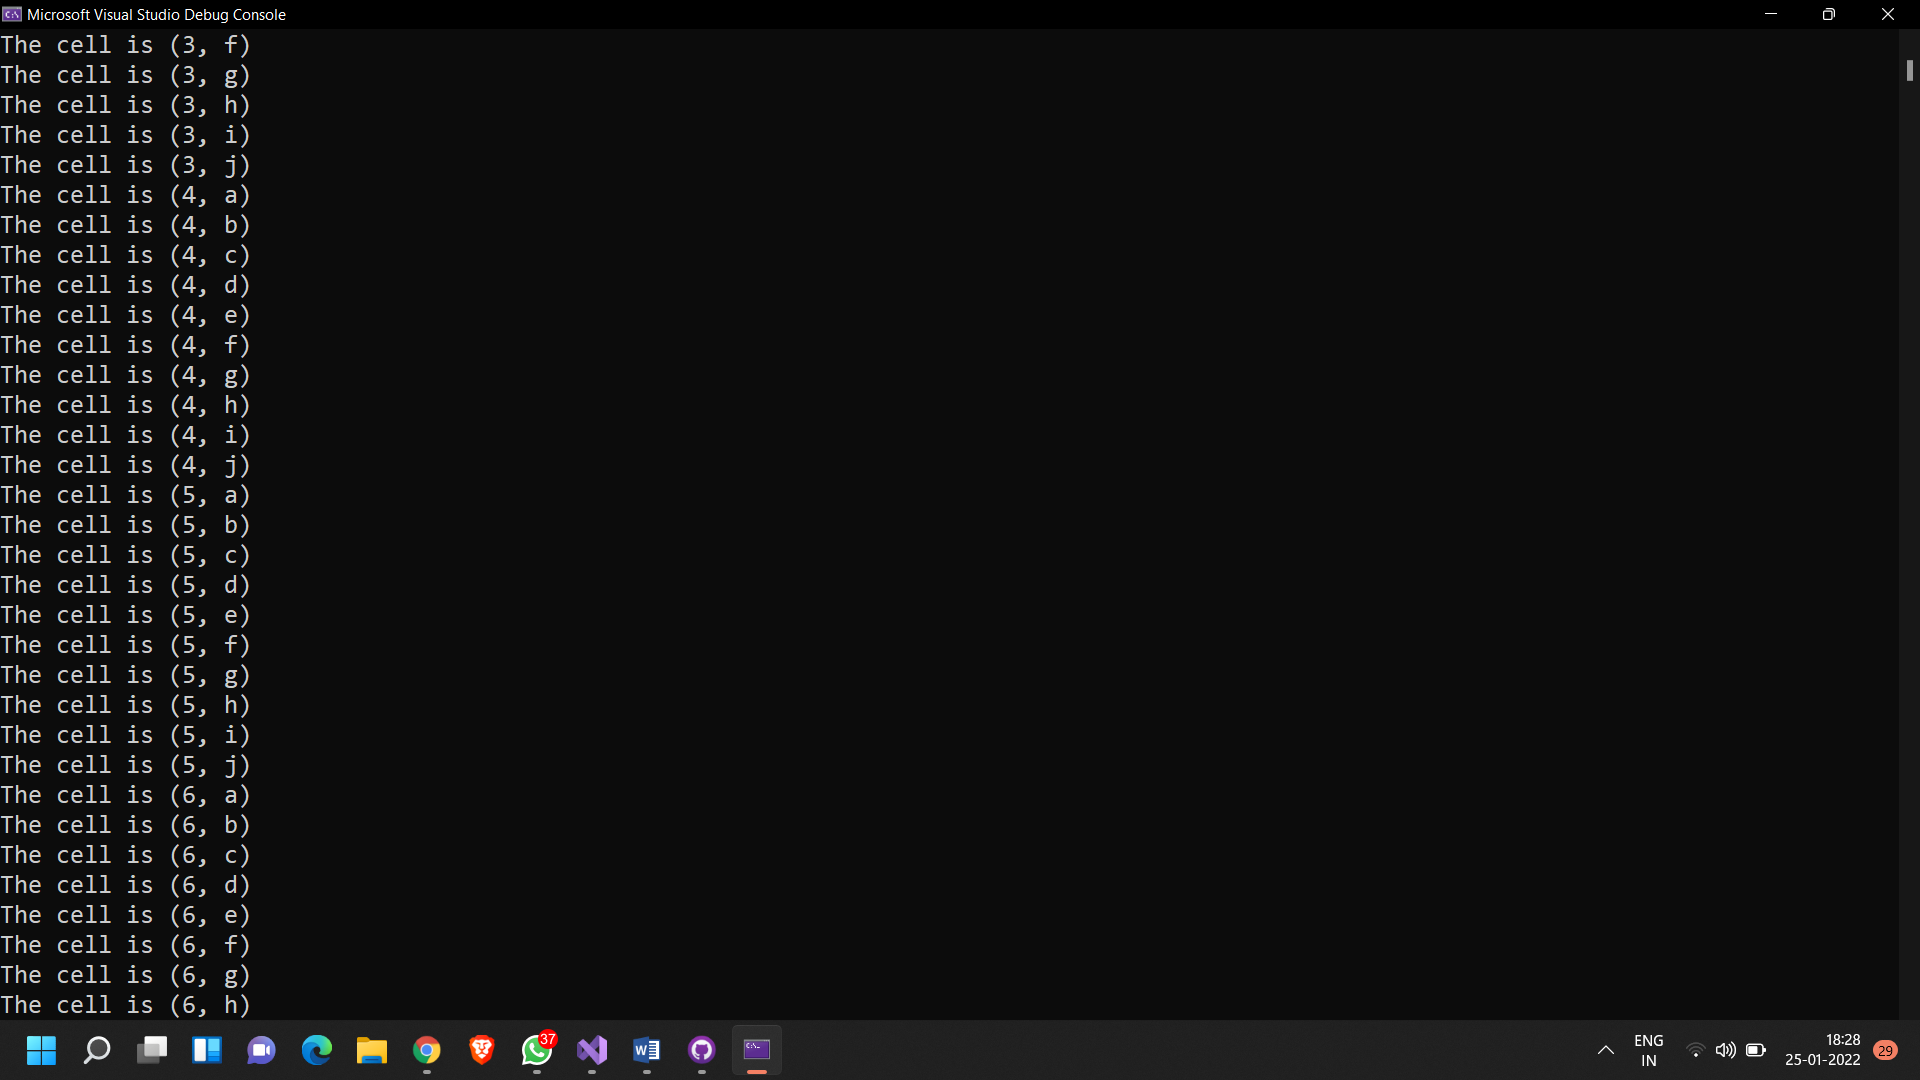 Microsoft Visual Studio Debug Console
The cell is (3, f)
The cell is (3, g)
The cell is (3, h)
The cell is (3, i)
The cell is (3, j)
The cell is (4, a)
The cell is (4, b)
The cell is (4, c)
The cell is (4, d)
The cell is (4, e)
The cell is (4, f)
The cell is (4, g)
The cell is (4, h)
The cell is (4, i)
The cell is (4, j)
The cell is (5, a)
The cell is (5, b)
The cell is (5, c)
The cell is (5, d)
The cell is (5, e)
The cell is (5, f)
The cell is (5, g)
The cell is (5, h)
The cell is (5, i)
The cell is (5, j)
The cell is (6, a)
The cell is (6, b)
The cell is (6, c)
The cell is (6, d)
The cell is (6, e)
The cell is (6, f)
The cell is (6, g)
The cell is (6, h)
37
ENG
IN
18:28
25-01-2022
29